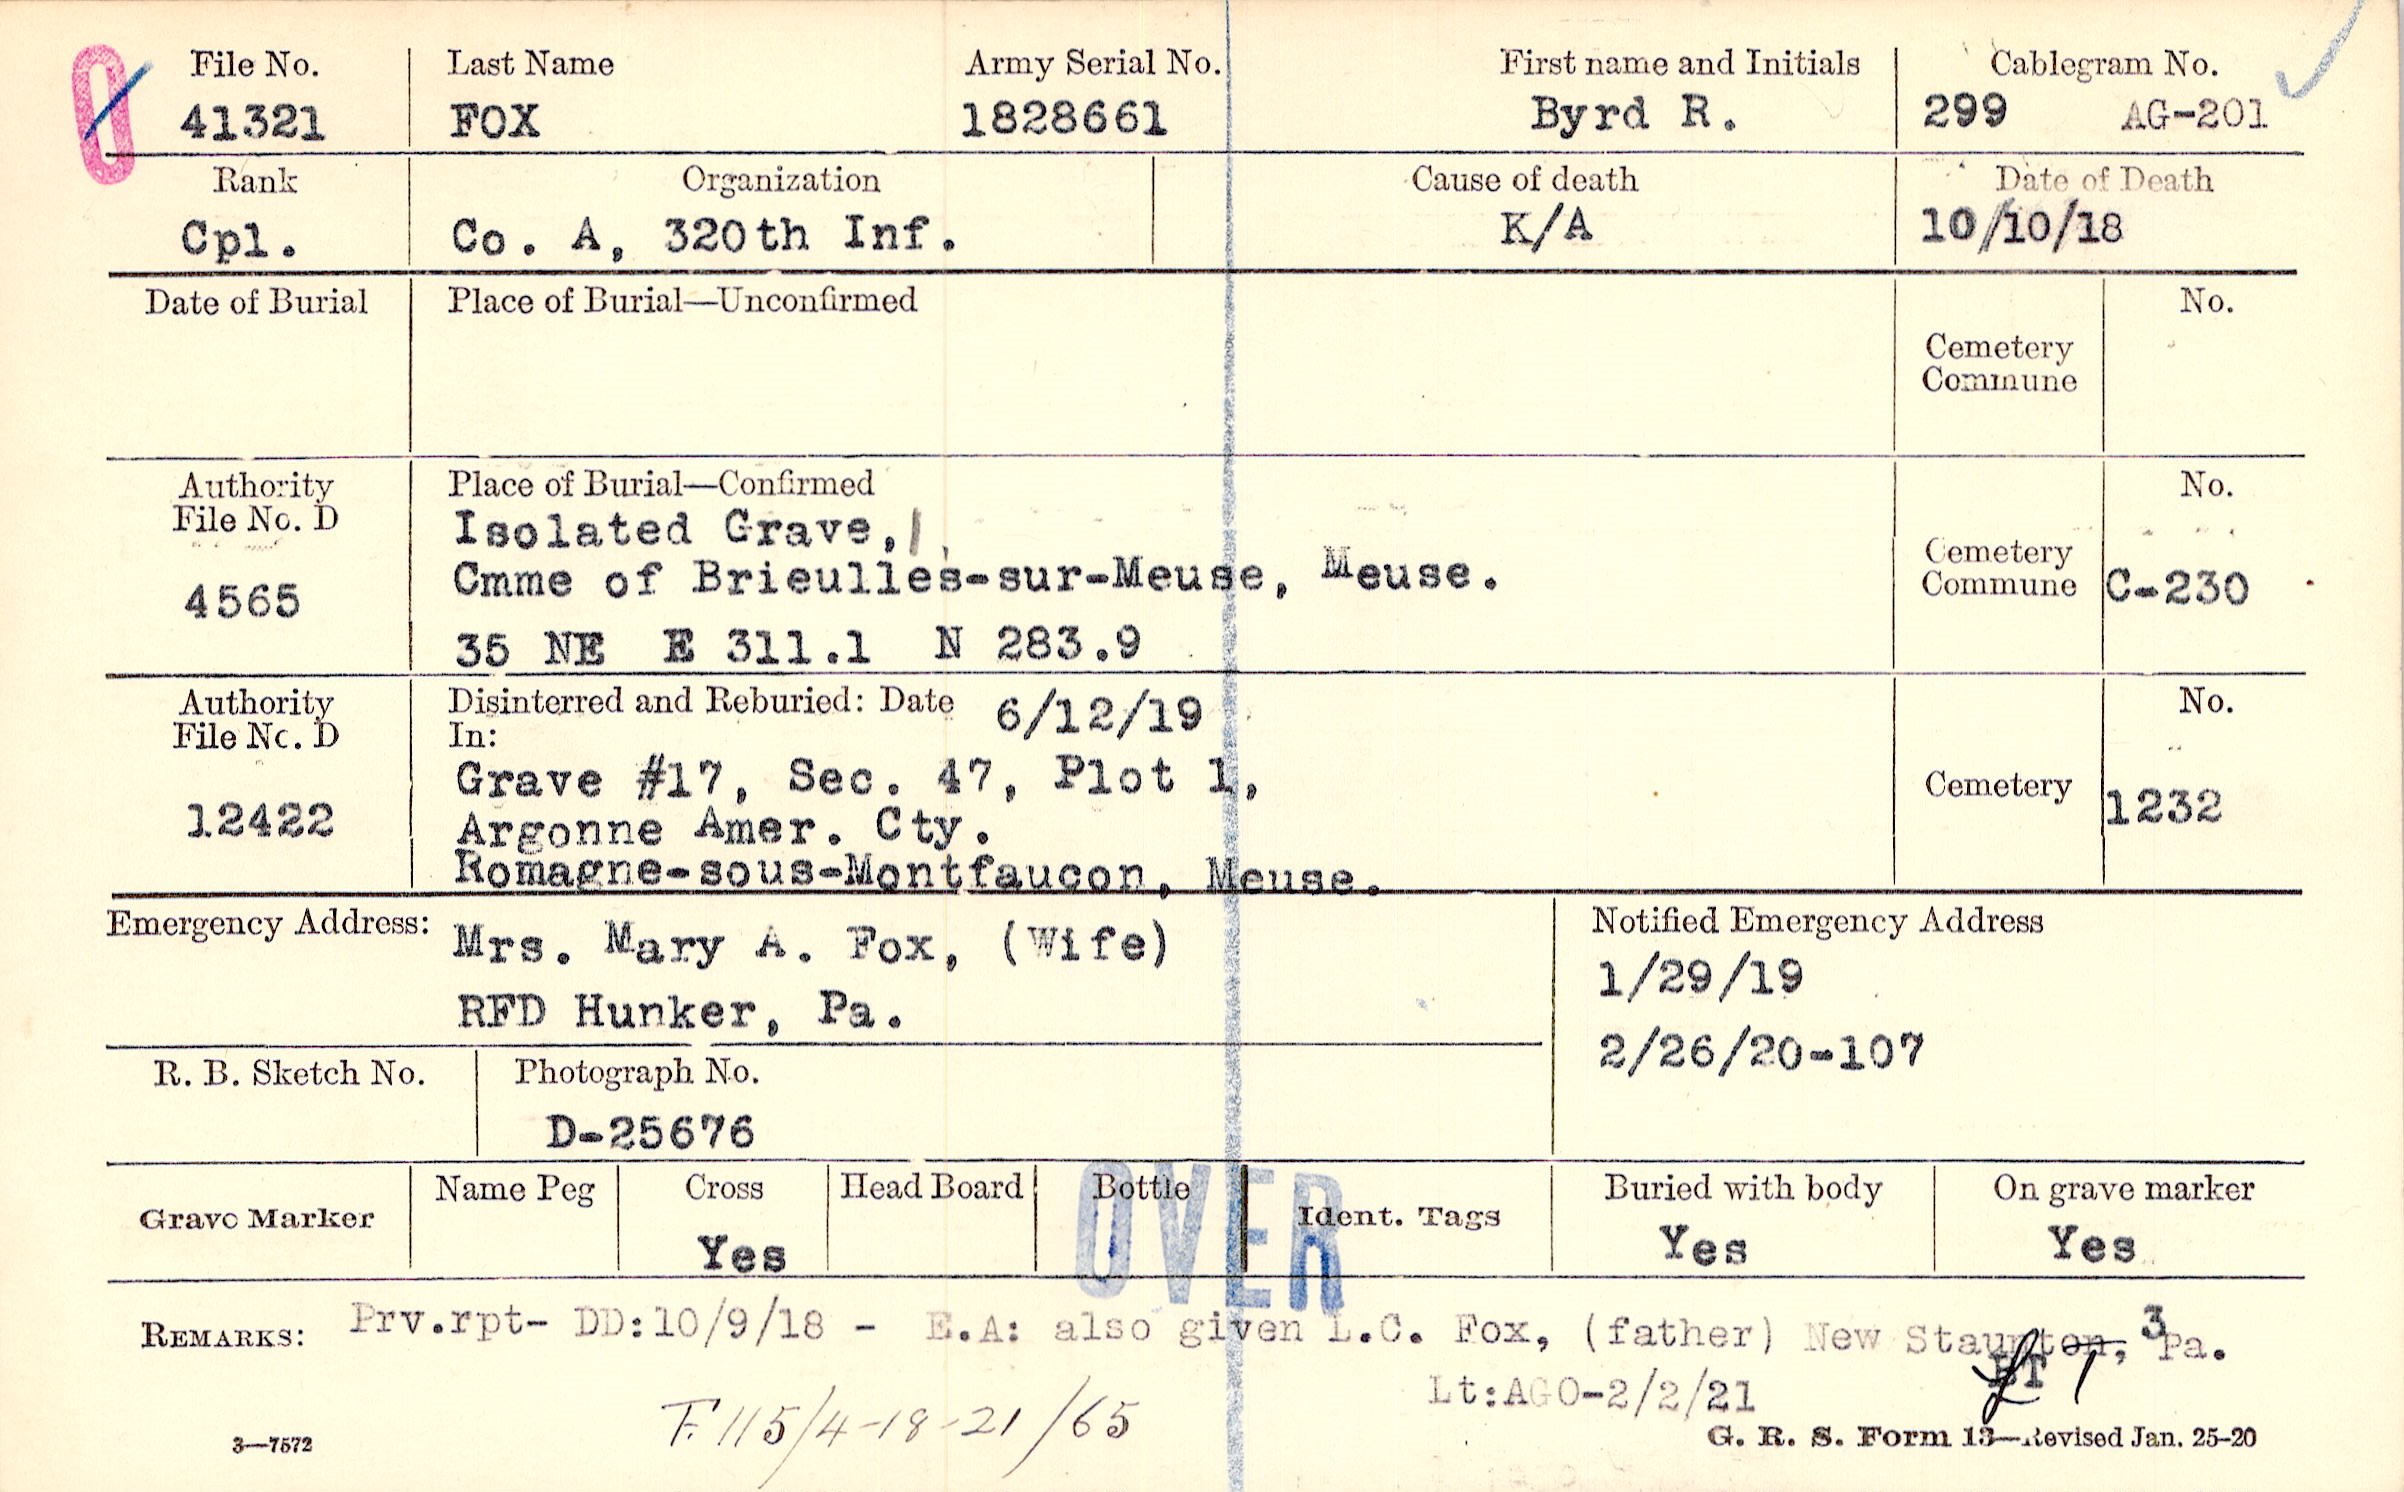 0
File No.
41321
Last Name
FOX
Army Serial No.
1828661
First name and Initials
Byrd R.
Cablegram No.
299 AG-201
Rank
Cpl.
Organization
Co. A, 320th Inf.
Cause of death
K/A
Date of Death
10/10/18
Date of Burial
Place of Burial—Unconfirmed
Cemetery
Commune
No.
Authority
File No. D
4565
Place of Burial—Confirmed
Isolated Grave,
Cmme of Brieulles-sur-Meuse, Meuse.
35 NE E 311.1 N 283.9
Cemetery
Commune
No.
C-230
Authority
File No. D
12422
Disinterred and Reburied: Date 6/12/19
In:
Grave #17, Sec. 47, Plot 1,
Argonne Amer. Cty.
Romagne-sous-Montfaucon, Meuse.
Cemetery
No.
1232
Emergency Address:
Mrs. Mary A. Fox, (Wife)
RFD Hunker, Pa.
Notified Emergency Address
1/29/19
2/26/20-107
R. B. Sketch No.
Photograph No.
D-25676
Grave Marker
Name Peg
Cross
Yes
Head Board
Bottle
OVER
Ident. Tags
Buried with body
Yes
On grave marker
Yes
REMARKS: Prv.rpt- DD:10/9/18 - E.A: also given L.C. Fox, (father) New Staunton, 3 Pa.
Lt:AGO-2/2/21
F.115/4-18-21/65
3—7572
G. R. S. Form 13—Revised Jan. 25-20